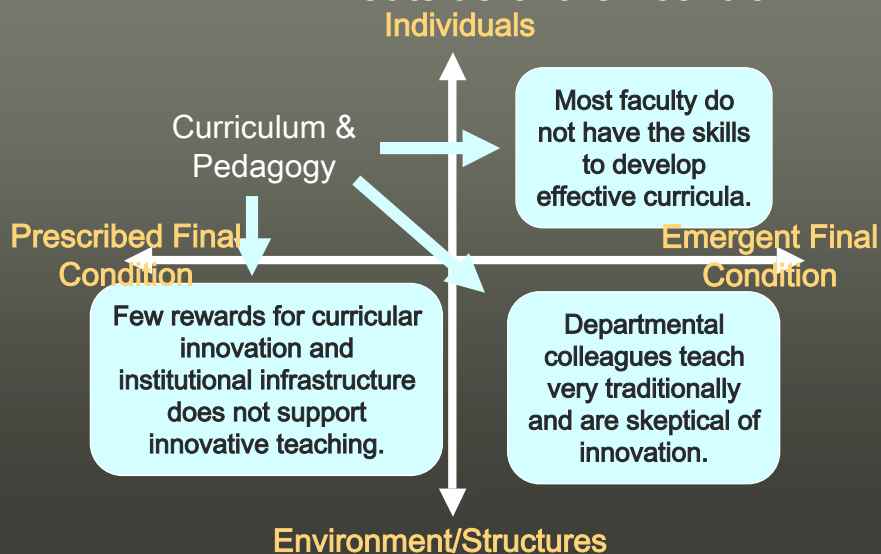 Individuals
Curriculum &
Pedagogy
Most faculty do
not have the skills
to develop
effective curricula.
Prescribed Final
Condition
Emergent Final
Condition
Few rewards for curricular
innovation and
institutional infrastructure
does not support
innovative teaching.
Departmental
colleagues teach
very traditionally
and are skeptical of
innovation.
Environment/Structures